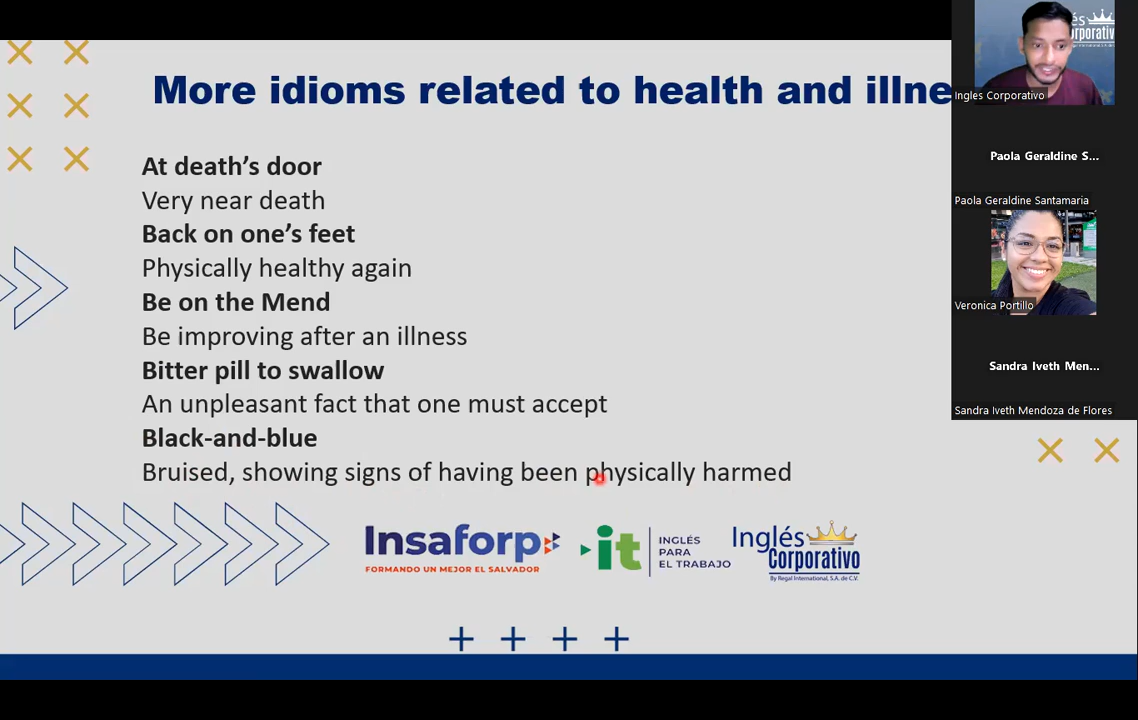 More idioms related to health and illne
At death’s door
Very near death
Back on one’s feet
Physically healthy again
Be on the Mend
Be improving after an illness
Bitter pill to swallow
An unpleasant fact that one must accept
Black-and-blue
Bruised, showing signs of having been physically harmed
Insaforp
FORMANDO UN MEJOR EL SALVADOR
it
INGLÉS
PARA
EL TRABAJO
Inglés
Corporativo
By Regal International, S.A. de C.V.
és
orporativ
Ingles Corporativo
Paola Geraldine S...
Paola Geraldine Santamaria
Veronica Portillo
Sandra Iveth Men...
Sandra Iveth Mendoza de Flores